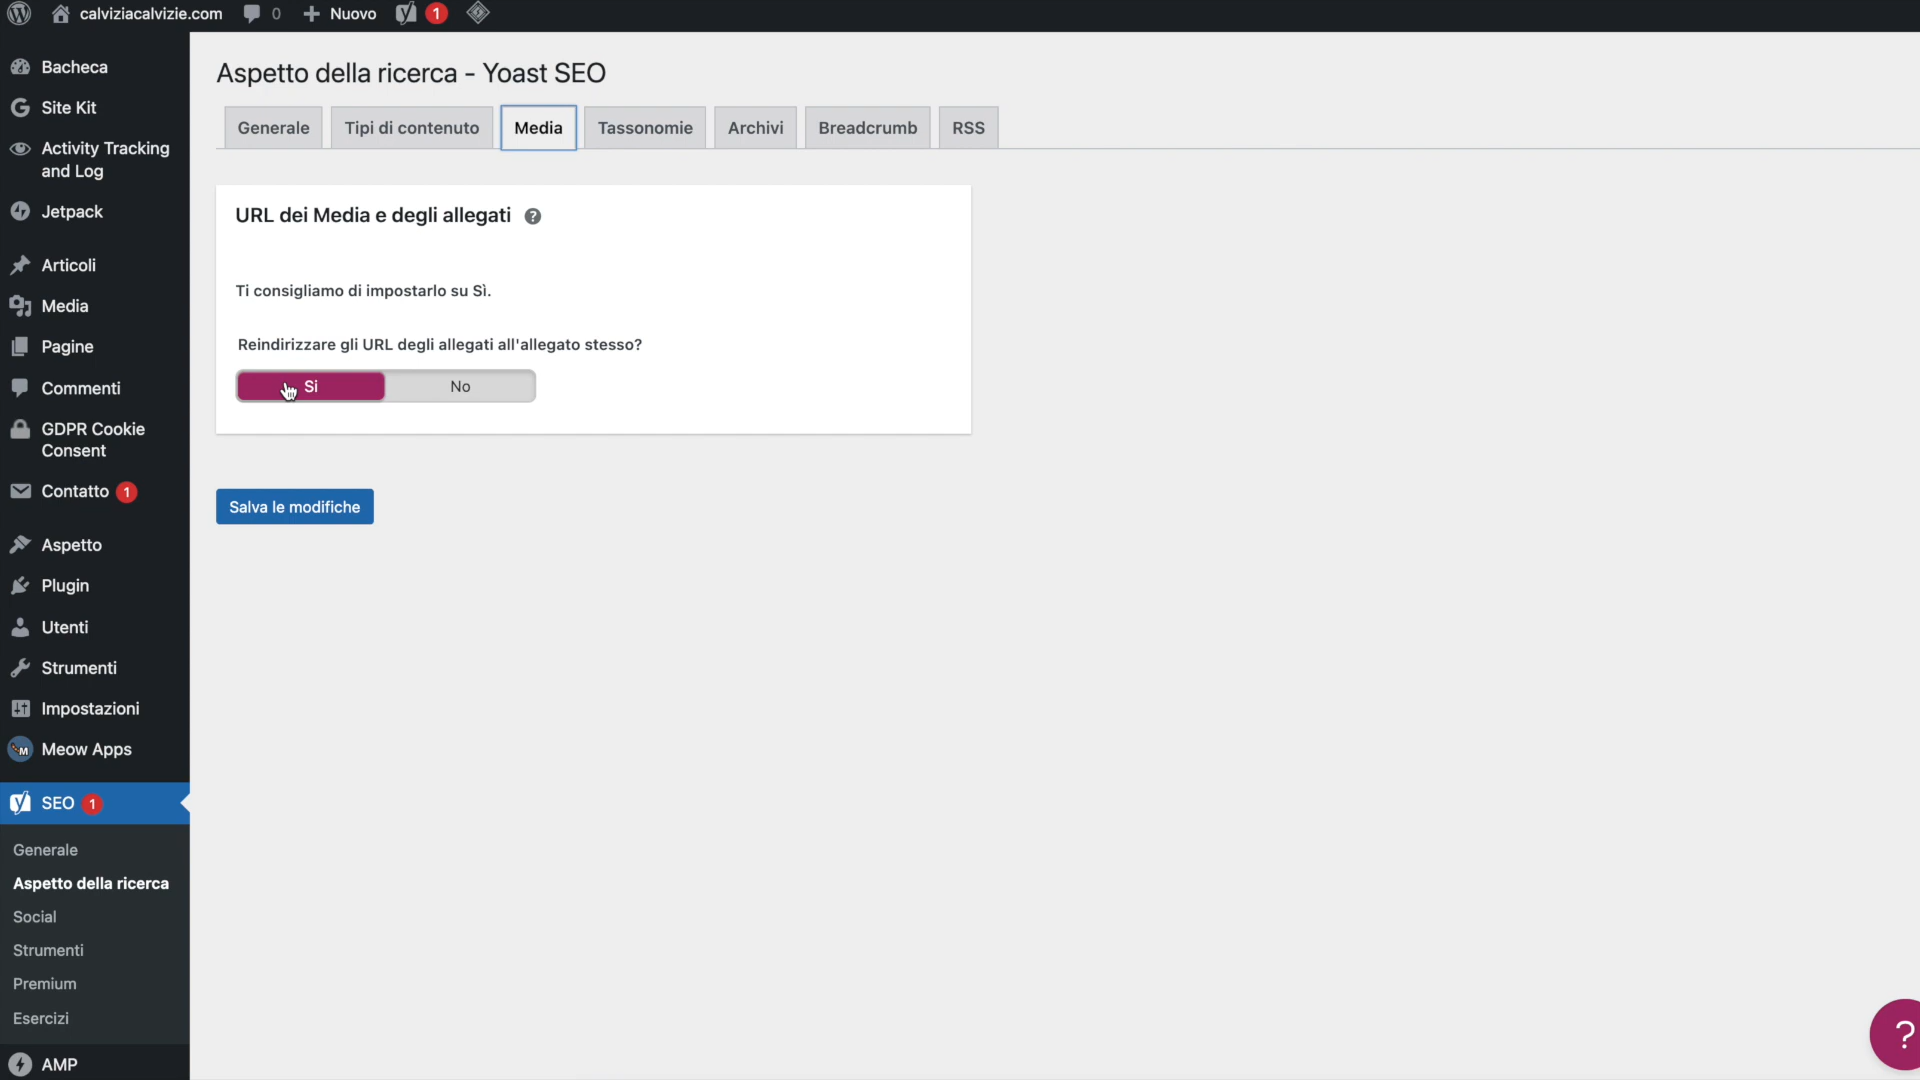 calviziacalvizie.com 0 Nuovo 1
Bacheca
Site Kit
Activity Tracking
and Log
Jetpack
Articoli
Media
Pagine
Commenti
GDPR Cookie
Consent
Contatto 1
Aspetto
Plugin
Utenti
Strumenti
Impostazioni
M Meow Apps
SEO 1
Generale
Aspetto della ricerca
Social
Strumenti
Premium
Esercizi
AMP
Aspetto della ricerca - Yoast SEO
Generale Tipi di contenuto Media Tassonomie Archivi Breadcrumb RSS
URL dei Media e degli allegati ?
Ti consigliamo di impostarlo su Sì.
Reindirizzare gli URL degli allegati all'allegato stesso?
Si No
Salva le modifiche
?